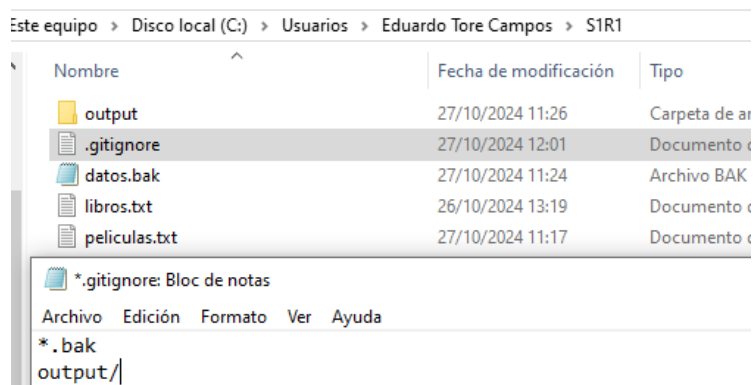 Este equipo > Disco local (C:) > Usuarios > Eduardo Tore Campos > S1R1
Nombre Fecha de modificación Tipo
output 27/10/2024 11:26 Carpeta de ar
.gitignore 27/10/2024 12:01 Documento d
datos.bak 27/10/2024 11:24 Archivo BAK
libros.txt 26/10/2024 13:19 Documento d
peliculas.txt 27/10/2024 11:17 Documento d
*.gitignore: Bloc de notas
Archivo Edición Formato Ver Ayuda
*.bak
output/